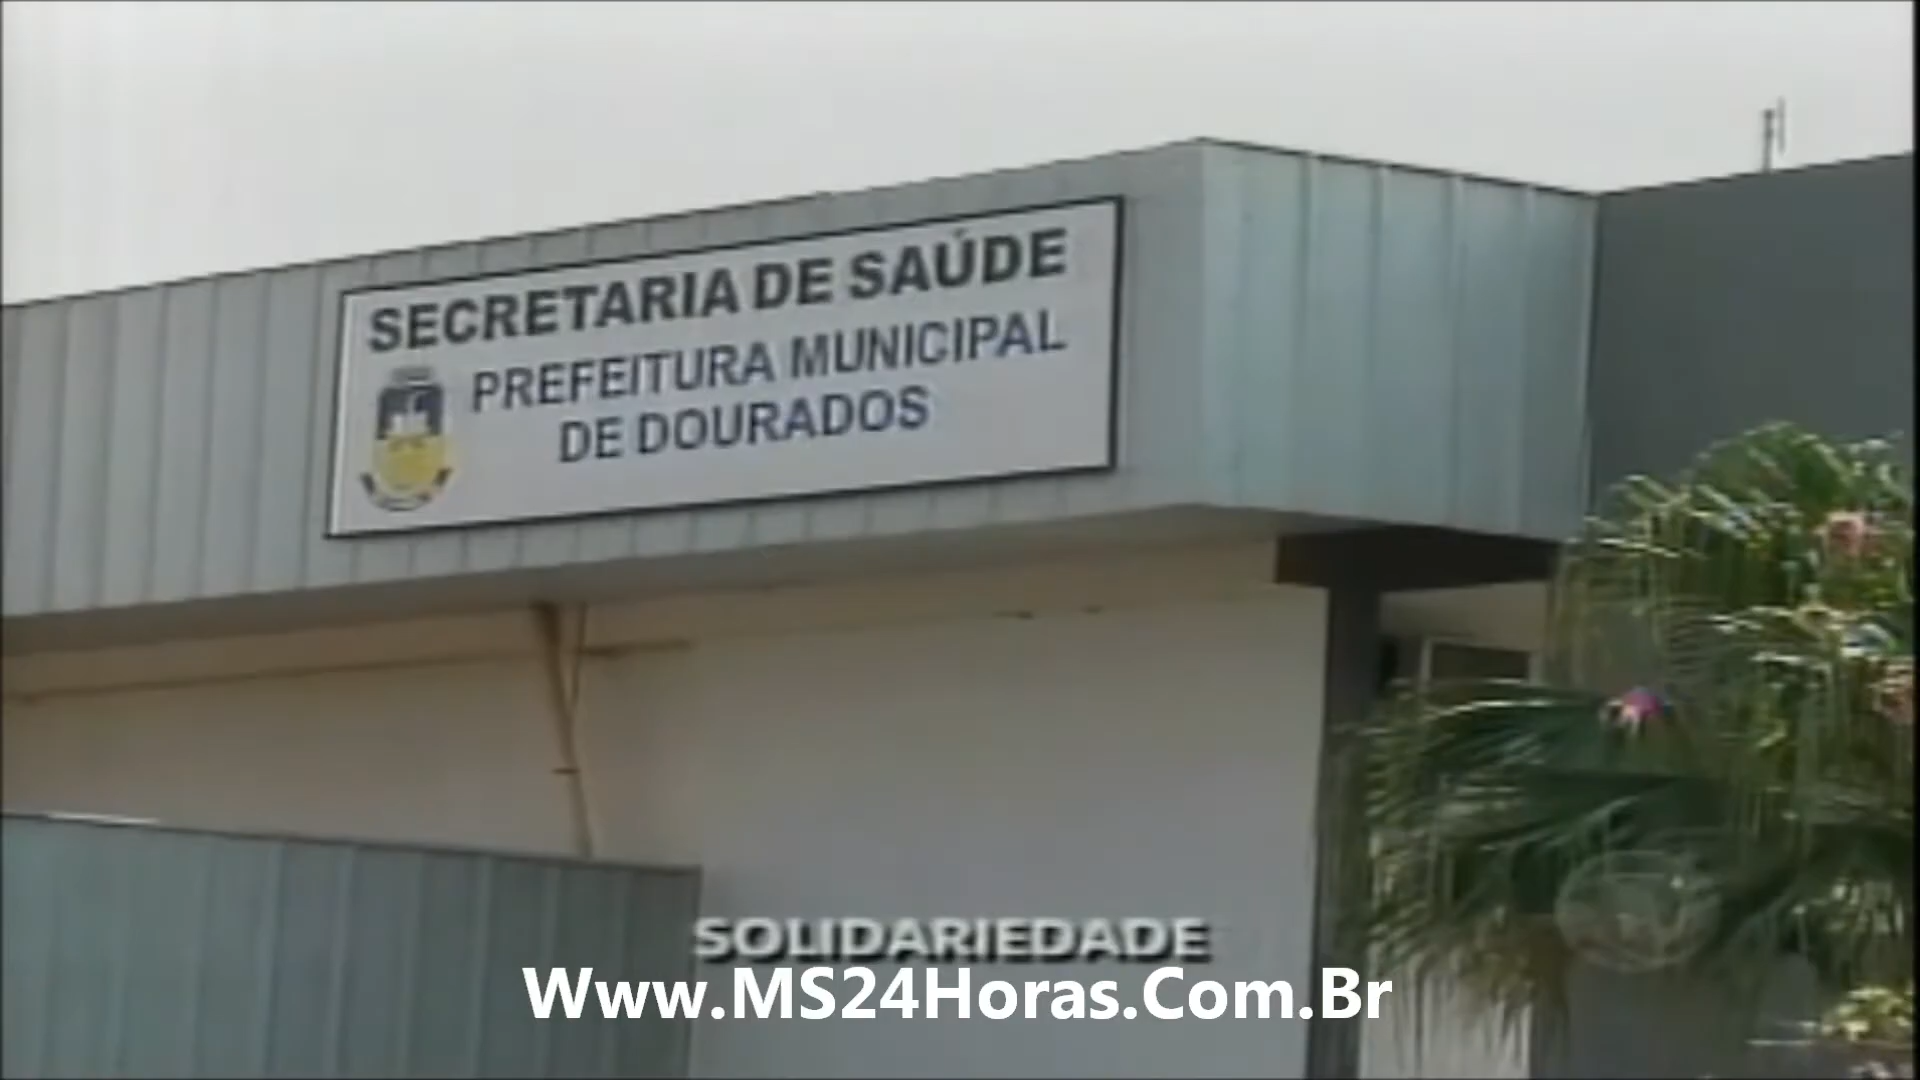 SECRETARIA DE SAÚDE
PREFEITURA MUNICIPAL
DE DOURADOS
SOLIDARIEDADE
Www.MS24Horas.Com.Br